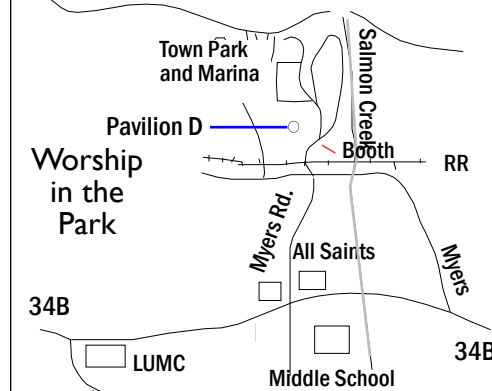 Town Park
and Marina
Salmon Creek
Pavilion D
Booth
Worship
in the
Park
RR
Myers Rd.
All Saints
Myers
34B
34B
LUMC
Middle School